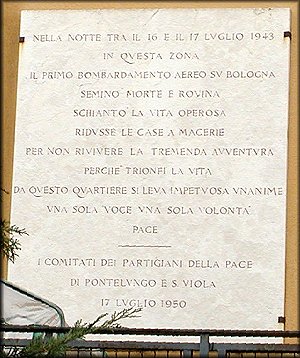 NELLA NOTTE TRA IL 16 E IL 17 LVGLIO 1943
IN QVESTA ZONA
IL PRIMO BOMBARDAMENTO AEREO SV BOLOGNA
SEMINO MORTE E ROVINA
SCHIANTO' LA VITA OPEROSA
RIDVSSE LE CASE A MACERIE
PER NON RIVIVERE LA TREMENDA AVVENTVRA
PERCHE' TRIONFI LA VITA
DA QVESTO QVARTIERE SI LEVA IMPETVOSA VNANIME
VNA SOLA VOCE VNA SOLA VOLONTA'
PACE
I COMITATI DEI PARTIGIANI DELLA PACE
DI PONTELVNGO E S. VIOLA
17 LVGLIO 1950